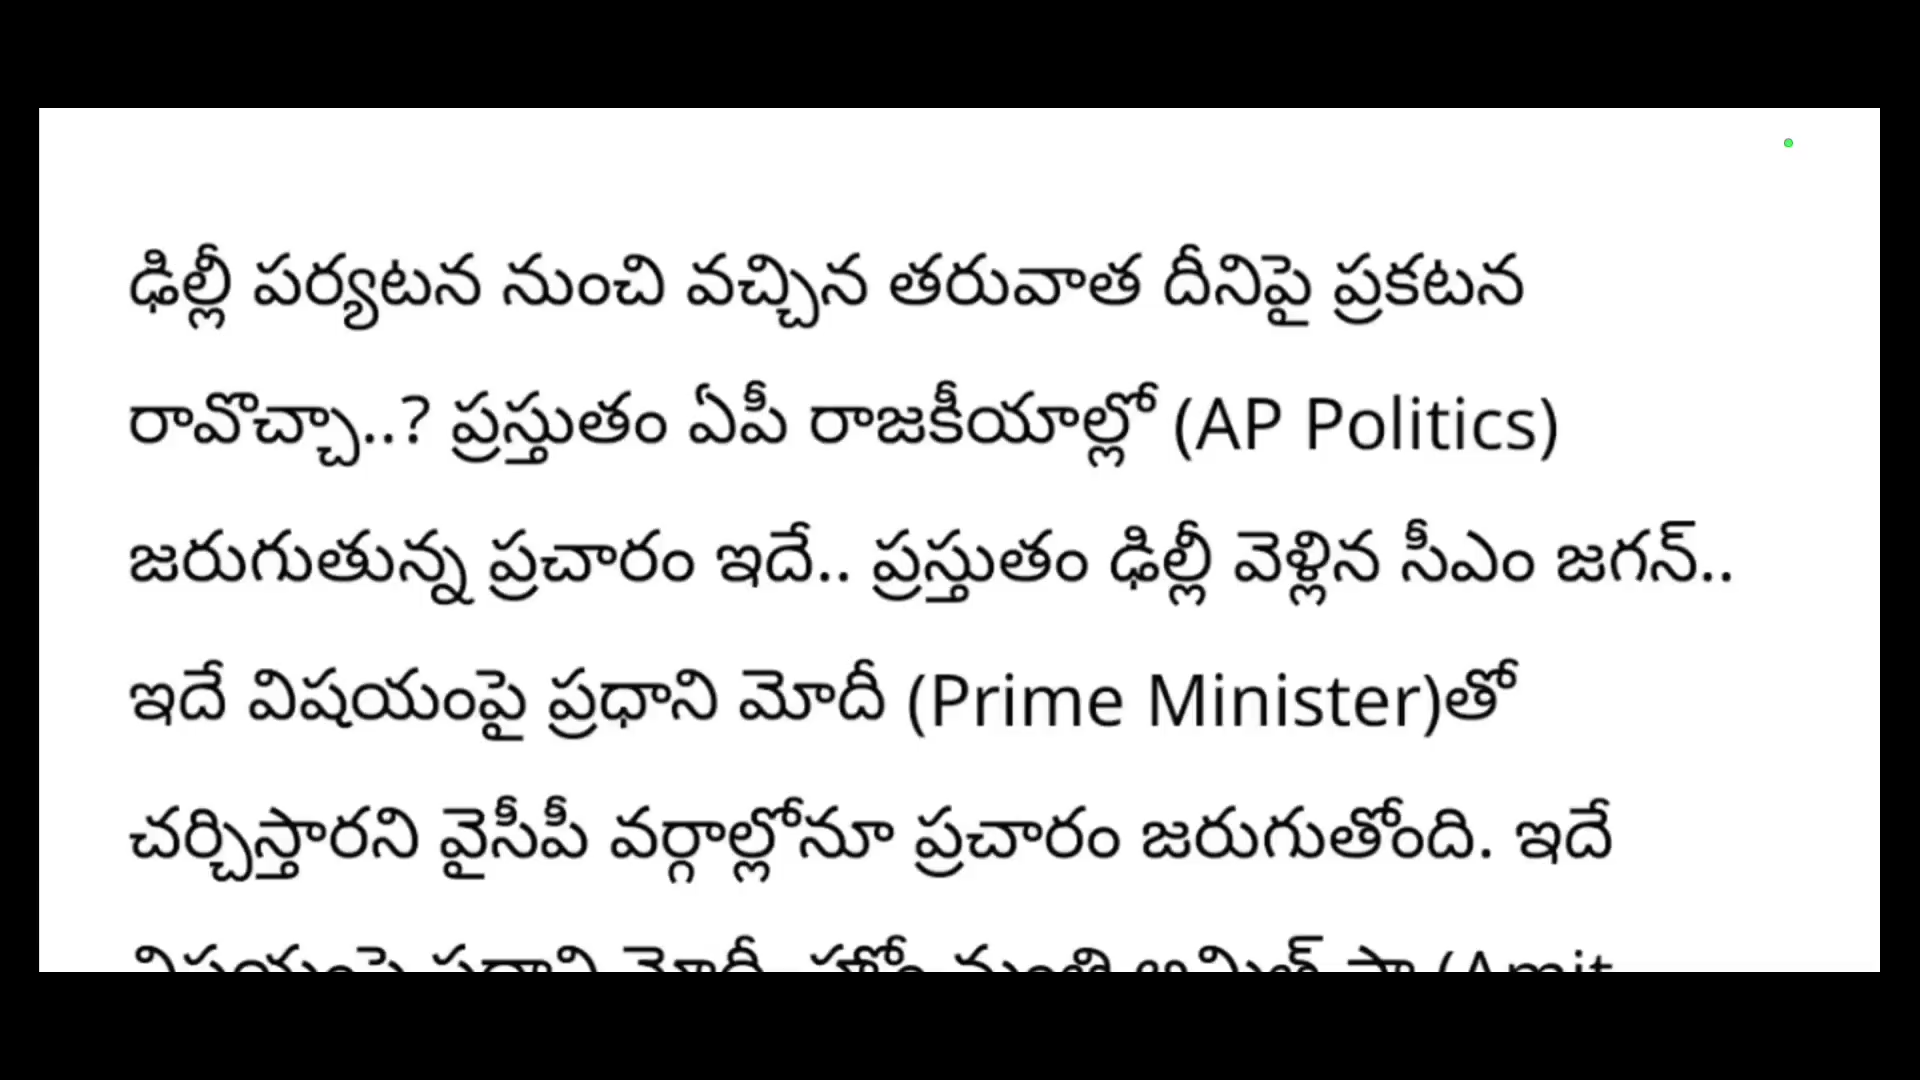 ఢిల్లీ పర్యటన నుంచి వచ్చిన తరువాత దీనిపై ప్రకటన
రావొచ్చా..? ప్రస్తుతం ఏపీ రాజకీయాల్లో (AP Politics)
జరుగుతున్న ప్రచారం ఇదే.. ప్రస్తుతం ఢిల్లీ వెళ్లిన సీఎం జగన్..
ఇదే విషయంపై ప్రధాని మోదీ (Prime Minister)తో
చర్చిస్తారని వైసీపీ వర్గాల్లోనూ ప్రచారం జరుగుతోంది. ఇదే